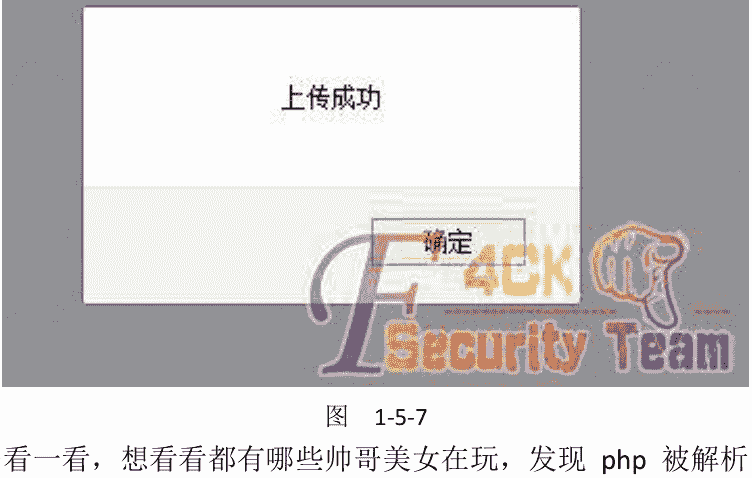 上传成功
确定
F4CK
Security Team
图 1-5-7
看一看，想看看都有哪些帅哥美女在玩，发现 php 被解析